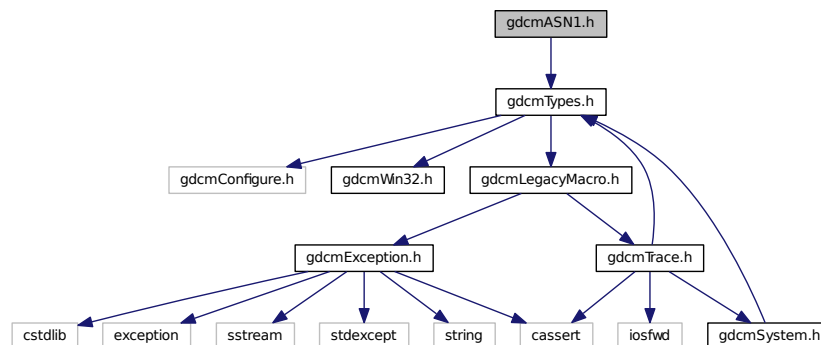 gdcmASN1.h
gdcmTypes.h
gdcmConfigure.h
gdcmWin32.h
gdcmLegacyMacro.h
gdcmException.h
gdcmTrace.h
cstdlib
exception
sstream
stdexcept
string
cassert
iosfwd
gdcmSystem.h